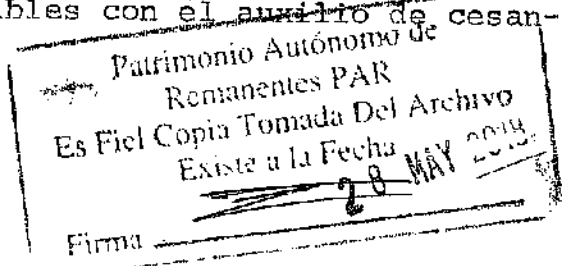 bles con el auxilio de cesan-
Patrimonio Autónomo de
Remanentes PAR
Es Fiel Copia Tomada Del Archivo
Existe a la Fecha
28 MAY 2018
Firma